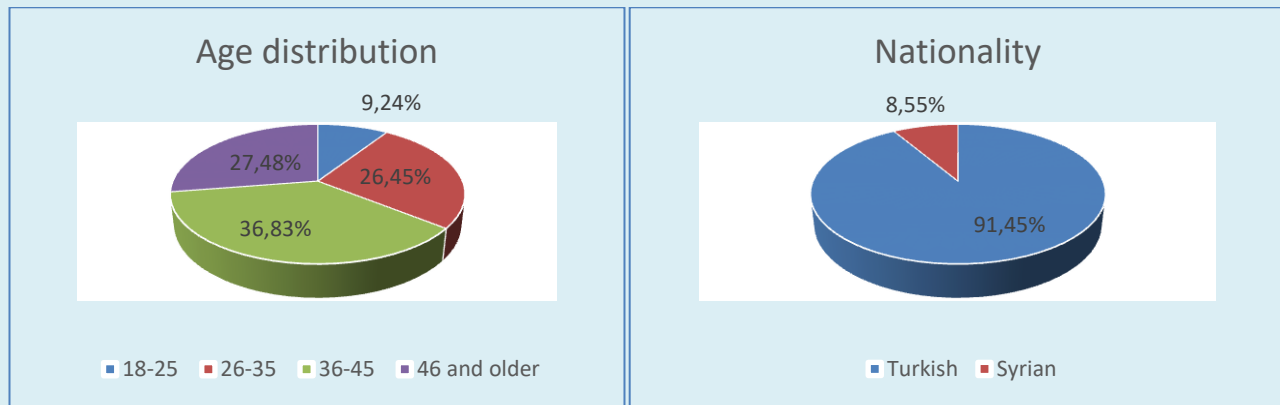 Age distribution
9,24%
27,48%
26,45%
36,83%
18-25 26-35 36-45 46 and older
Nationality
8,55%
91,45%
Turkish Syrian